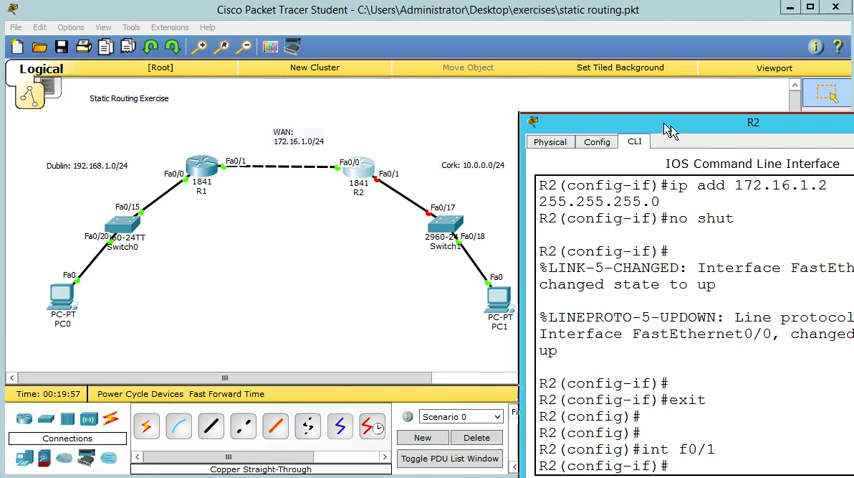 Cisco Packet Tracer Student - C:\Users\Administrator\Desktop\exercises\static routing.pkt
File Edit Options View Tools Extensions Help
Logical [Root] New Cluster Move Object Set Tiled Background Viewport
Static Routing Exercise
WAN:
172.16.1.0/24
Dublin: 192.168.1.0/24
Cork: 10.0.0.0/24
Fa0/0
Fa0/1
1841
R1
Fa0/0
Fa0/1
1841
R2
Fa0/15
Fa0/20
60-24TT
Switch0
Fa0/17
2960-24
Fa0/18
Switch1
Fa0
PC-PT
PC0
Fa0
PC-PT
PC1
R2
Physical Config CLI
IOS Command Line Interface
R2(config-if)#ip add 172.16.1.2
255.255.255.0
R2(config-if)#no shut
R2(config-if)#
%LINK-5-CHANGED: Interface FastEth
changed state to up
%LINEPROTO-5-UPDOWN: Line protocol
Interface FastEthernet0/0, changed
up
R2(config-if)#
R2(config-if)#exit
R2(config)#
R2(config)#
R2(config)#int f0/1
R2(config-if)#
Time: 00:19:57 Power Cycle Devices Fast Forward Time
Connections
Copper Straight-Through
Scenario 0
New Delete
Toggle PDU List Window